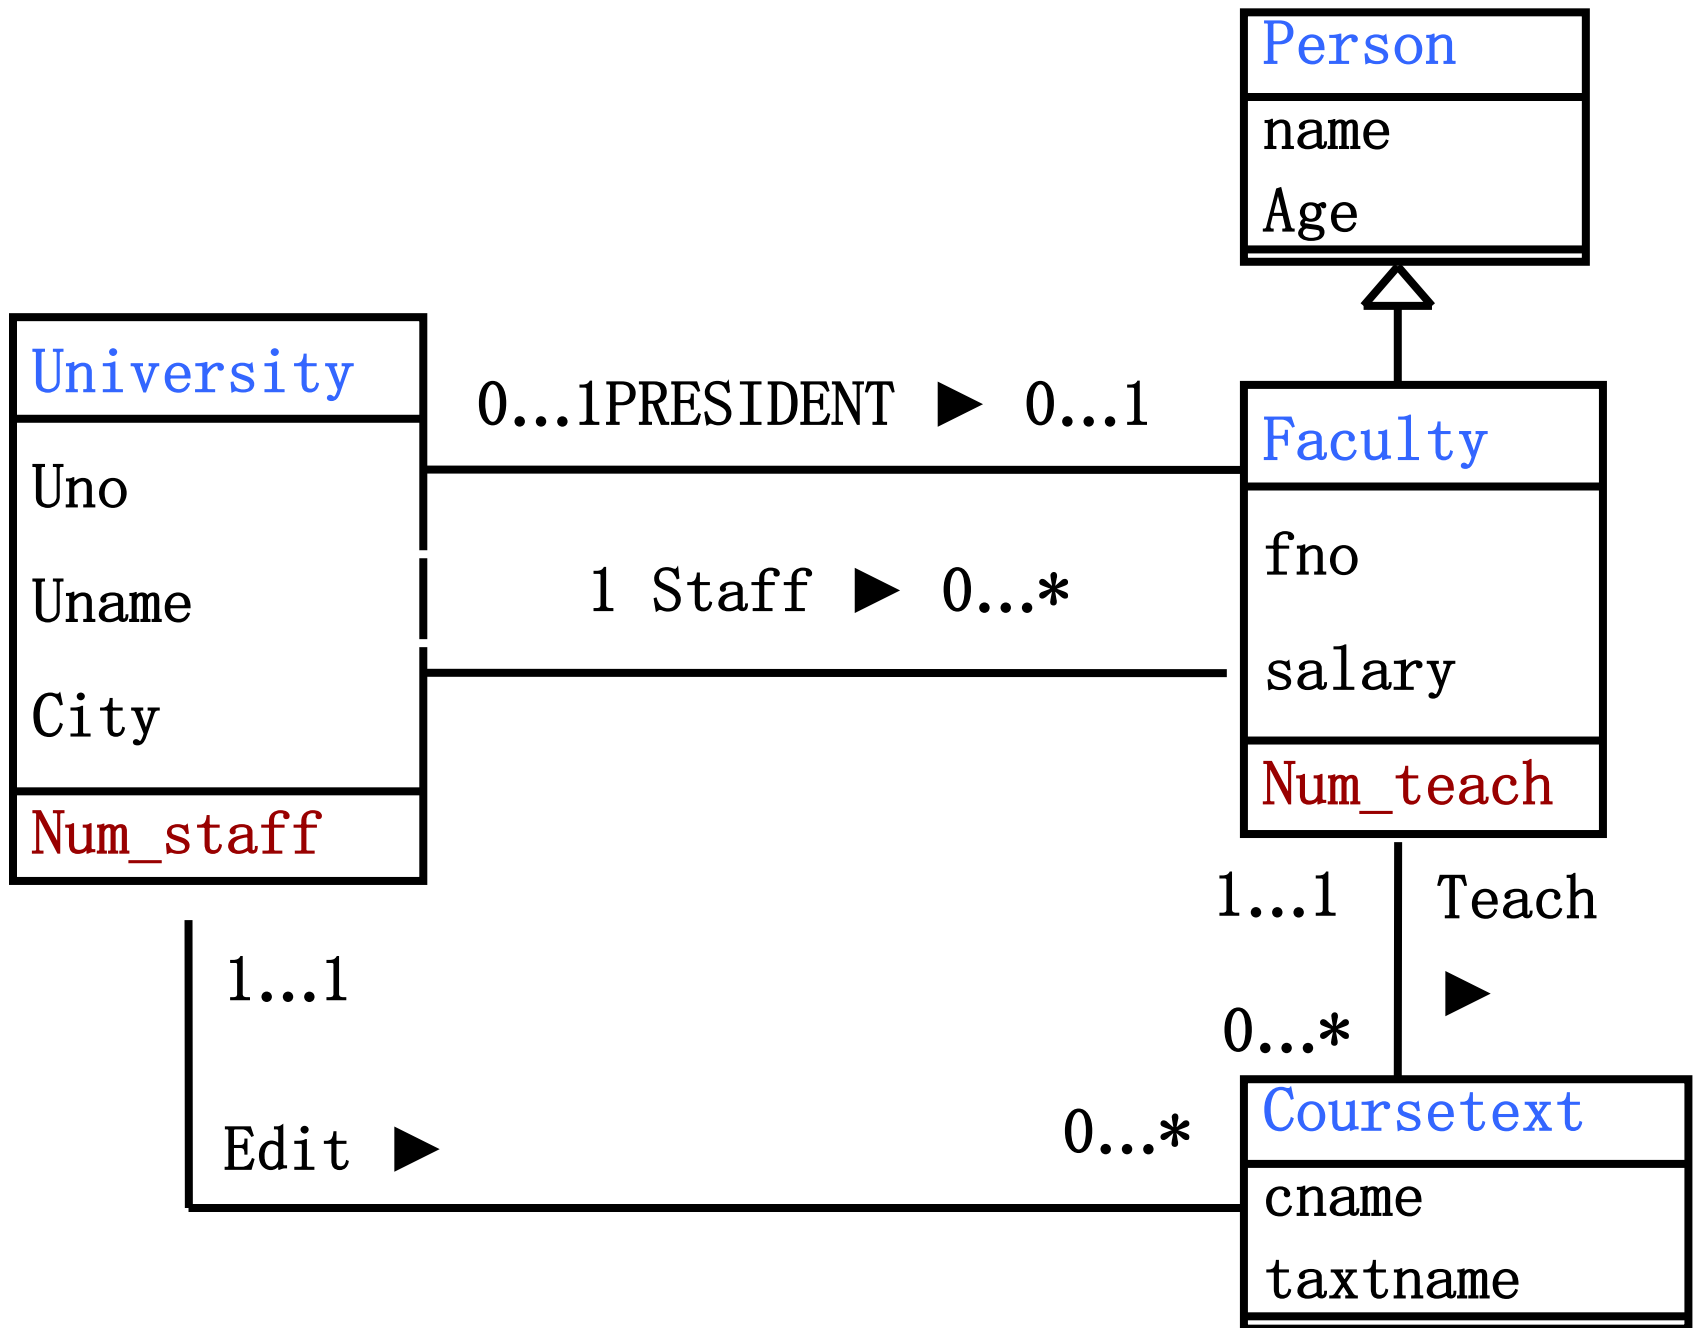 Person
name
Age
University
Uno
Uname
City
Num_staff
0...1PRESIDENT ► 0...1
1 Staff ► 0...*
Faculty
fno
salary
Num_teach
1...1
Teach
►
0...*
1...1
Edit ►
0...*
Coursetext
cname
taxtname